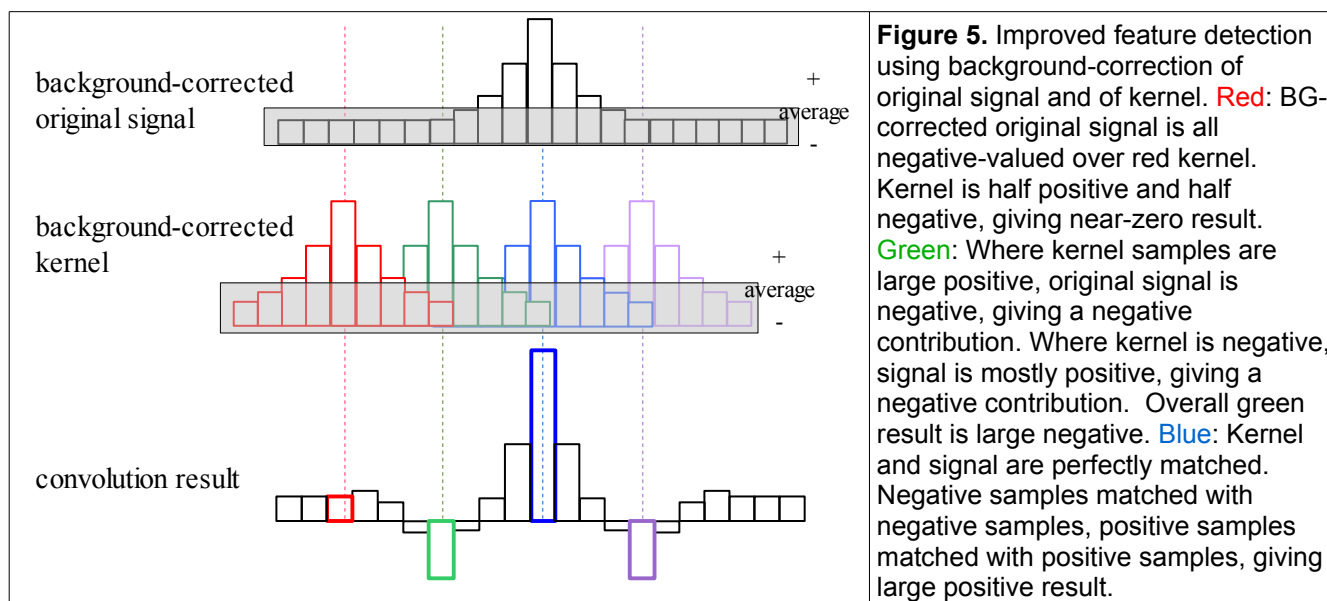 background-corrected
original signal
+
average
-
background-corrected
kernel
+
average
-
convolution result
Figure 5. Improved feature detection
using background-correction of
original signal and of kernel. Red: BG-
corrected original signal is all
negative-valued over red kernel.
Kernel is half positive and half
negative, giving near-zero result.
Green: Where kernel samples are
large positive, original signal is
negative, giving a negative
contribution. Where kernel is negative,
signal is mostly positive, giving a
negative contribution.  Overall green
result is large negative. Blue: Kernel
and signal are perfectly matched.
Negative samples matched with
negative samples, positive samples
matched with positive samples, giving
large positive result.